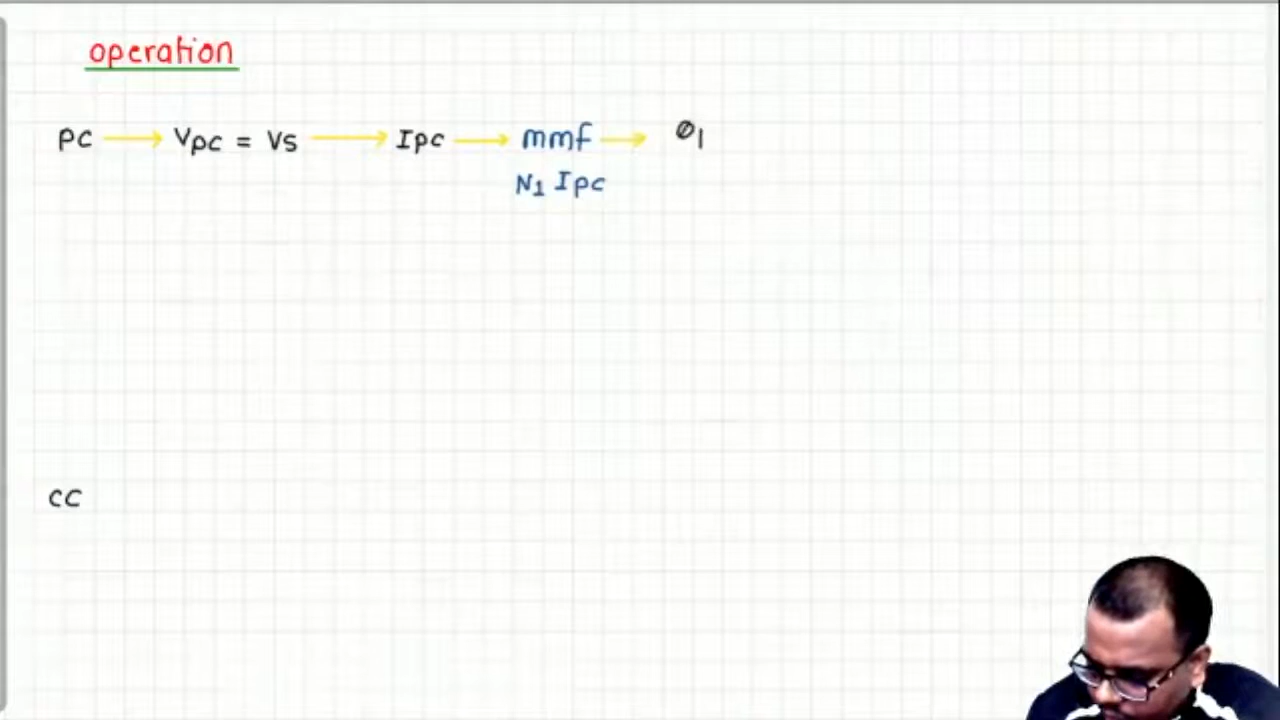 operation
PC → VPC = VS → IPC → mmf → Ø1
N1 IPC
CC